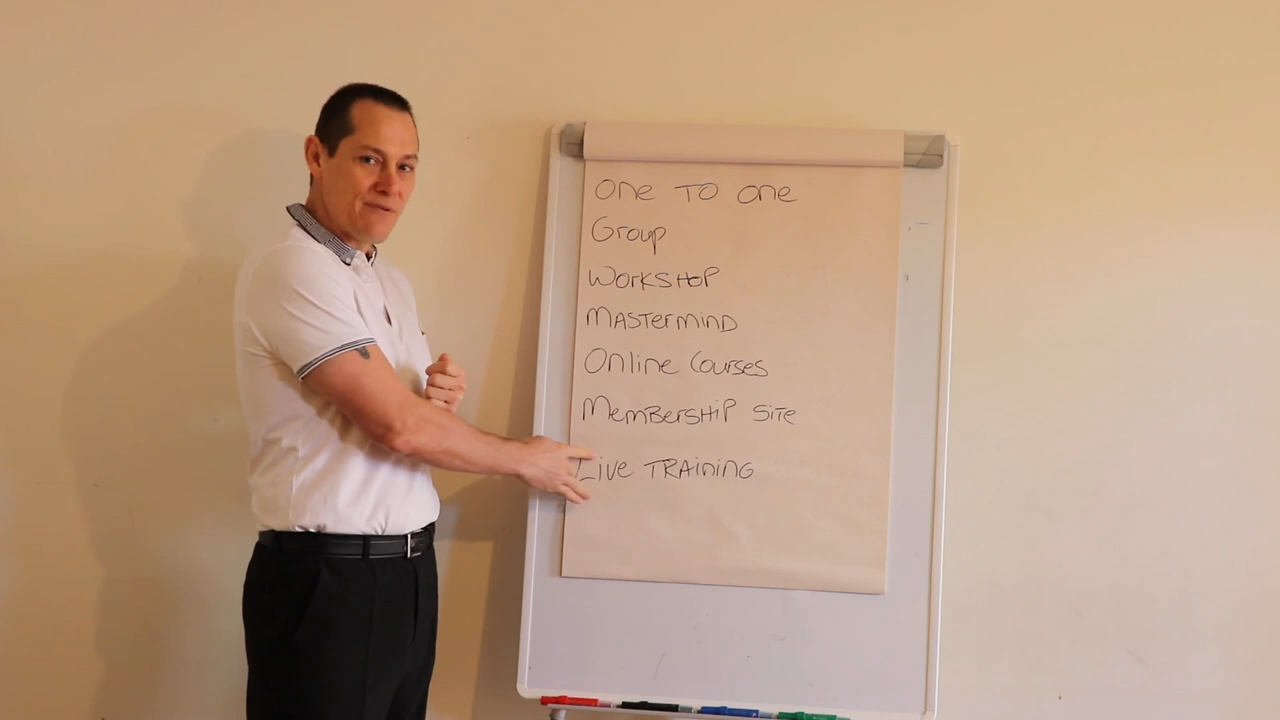 One to one
Group
Workshop
Mastermind
Online Courses
Membership site
Live Training